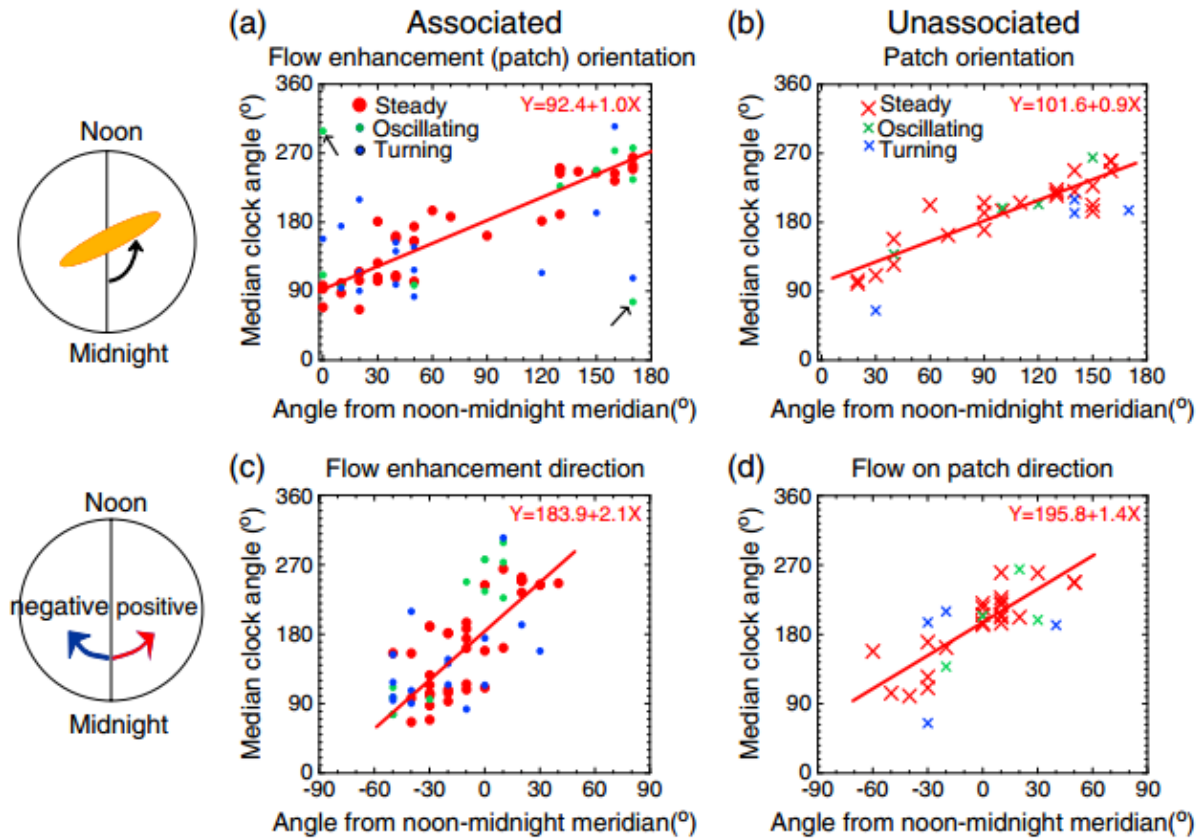 (a) Associated
Flow enhancement (patch) orientation
(b) Unassociated
Patch orientation
Noon
Midnight
Median clock angle (°)
360
270
180
90
0
Steady
Oscillating
Turning
Y=92.4+1.0X
0 30 60 90 120 150 180
Angle from noon-midnight meridian(°)
Median clock angle (°)
360
270
180
90
0
Steady
Oscillating
Turning
Y=101.6+0.9X
0 30 60 90 120 150 180
Angle from noon-midnight meridian(°)
Noon
negative positive
Midnight
(c) Flow enhancement direction
Median clock angle (°)
360
270
180
90
0
Y=183.9+2.1X
-90 -60 -30 0 30 60 90
Angle from noon-midnight meridian(°)
(d) Flow on patch direction
Median clock angle (°)
360
270
180
90
0
Y=195.8+1.4X
-90 -60 -30 0 30 60 90
Angle from noon-midnight meridian(°)